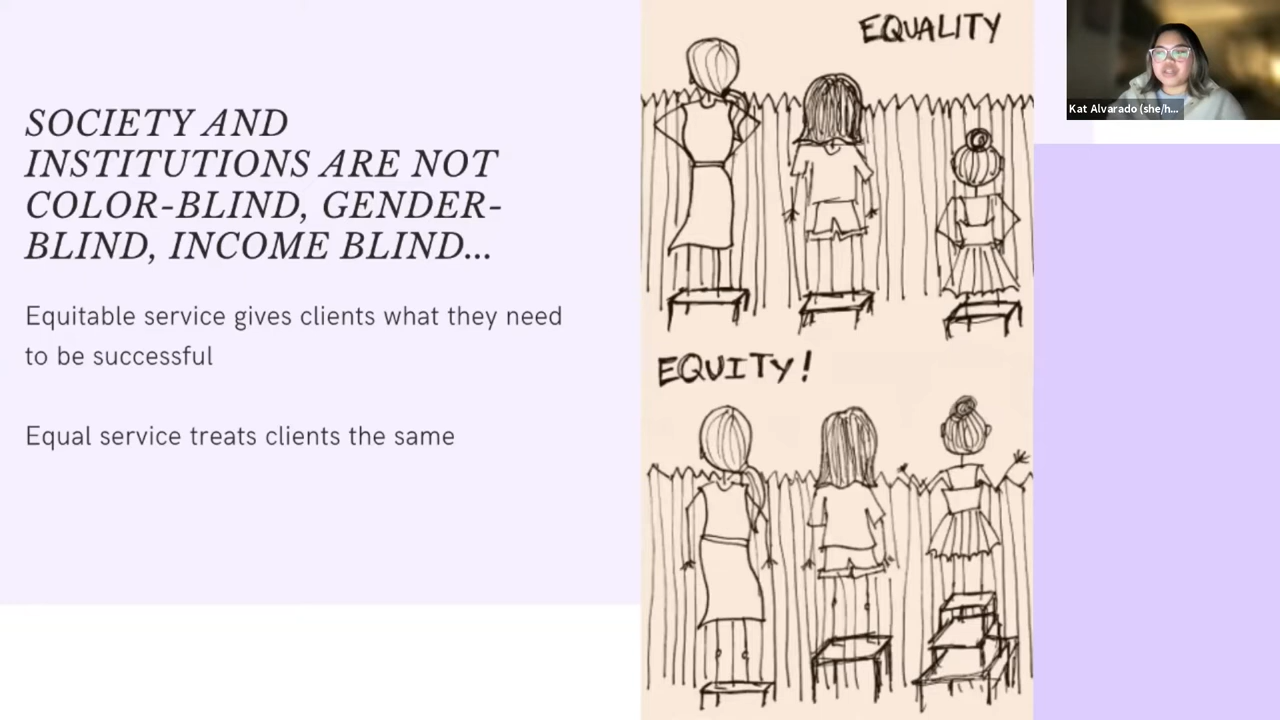 SOCIETY AND
INSTITUTIONS ARE NOT
COLOR-BLIND, GENDER-
BLIND, INCOME BLIND...
Equitable service gives clients what they need
to be successful
Equal service treats clients the same
EQUALITY
EQUITY!
Kat Alvarado (she/h...